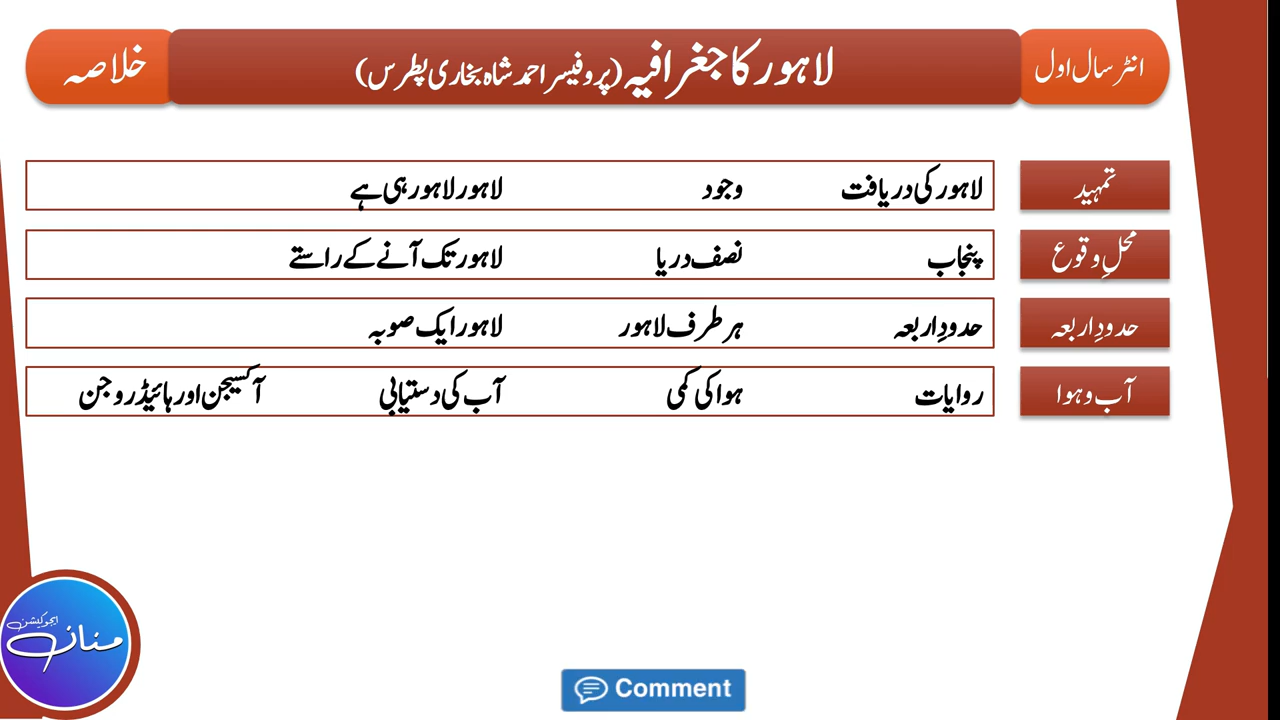 انٹر سال اول لاہور کا جغرافیہ (پروفیسر احمد شاہ بخاری پطرس) خلاصہ
تمہید لاہور کی دریافت وجود لاہور لاہور ہی ہے
محلِ وقوع پنجاب نصف دریا لاہور تک آنے کے راستے
حدودِ اربعہ حدودِ اربعہ ہر طرف لاہور لاہور ایک صوبہ
آب و ہوا روایات ہوا کی کمی آب کی دستیابی آکسیجن اور ہائیڈروجن
ایجوکیشن
منان
Comment